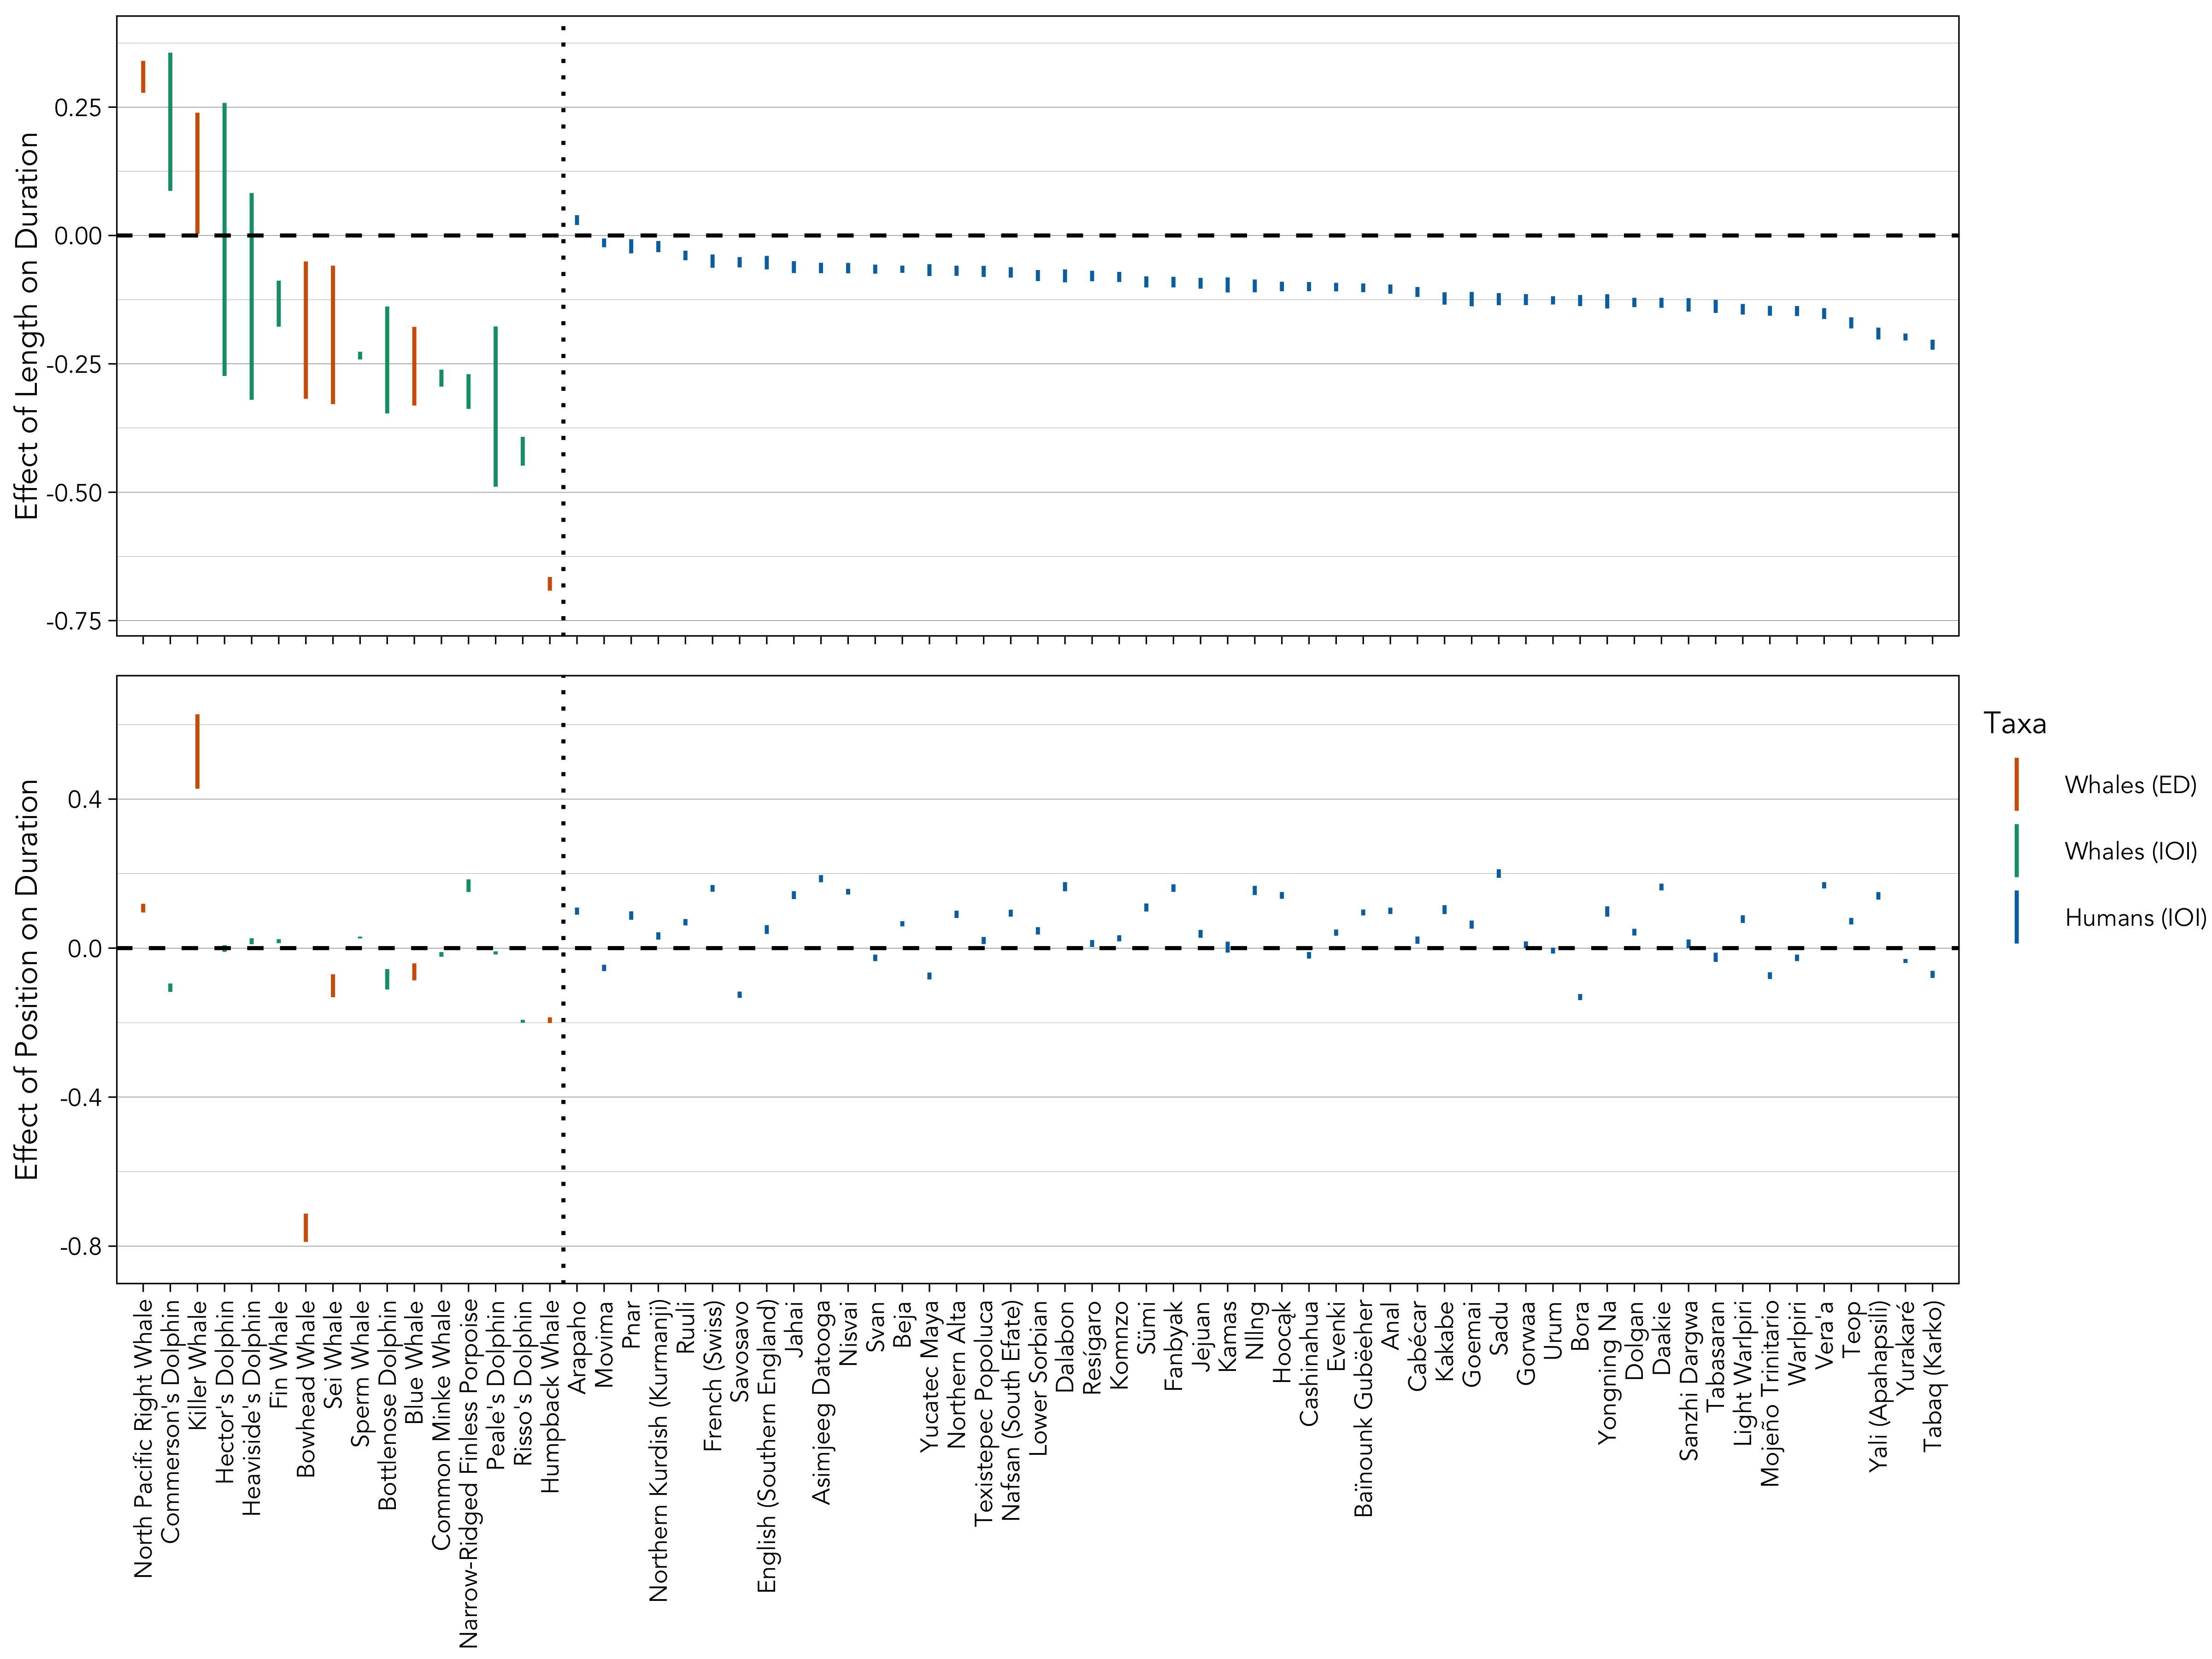 Effect of Length on Duration
0.25
0.00
-0.25
-0.50
-0.75
Effect of Position on Duration
0.4
0.0
-0.4
-0.8
North Pacific Right Whale
Commerson's Dolphin
Killer Whale
Hector's Dolphin
Heaviside's Dolphin
Fin Whale
Bowhead Whale
Sei Whale
Sperm Whale
Bottlenose Dolphin
Blue Whale
Common Minke Whale
Narrow-Ridged Finless Porpoise
Peale's Dolphin
Risso's Dolphin
Humpback Whale
Arapaho
Movima
Pnar
Northern Kurdish (Kurmanji)
Ruuli
French (Swiss)
Savosavo
English (Southern England)
Jahai
Asimjeeg Datooga
Nisvai
Svan
Beja
Yucatec Maya
Northern Alta
Texistepec Popoluca
Nafsan (South Efate)
Lower Sorbian
Dalabon
Resígaro
Komnzo
Sümi
Fanbyak
Jejuan
Kamas
Nllng
Hoocąk
Cashinahua
Evenki
Baïnounk Gubëeher
Anal
Cabécar
Kakabe
Goemai
Sadu
Gorwaa
Urum
Bora
Yongning Na
Dolgan
Daakie
Sanzhi Dargwa
Tabasaran
Light Warlpiri
Mojeño Trinitario
Warlpiri
Vera'a
Teop
Yali (Apahapsili)
Yurakaré
Tabaq (Karko)
Taxa
Whales (ED)
Whales (IOI)
Humans (IOI)